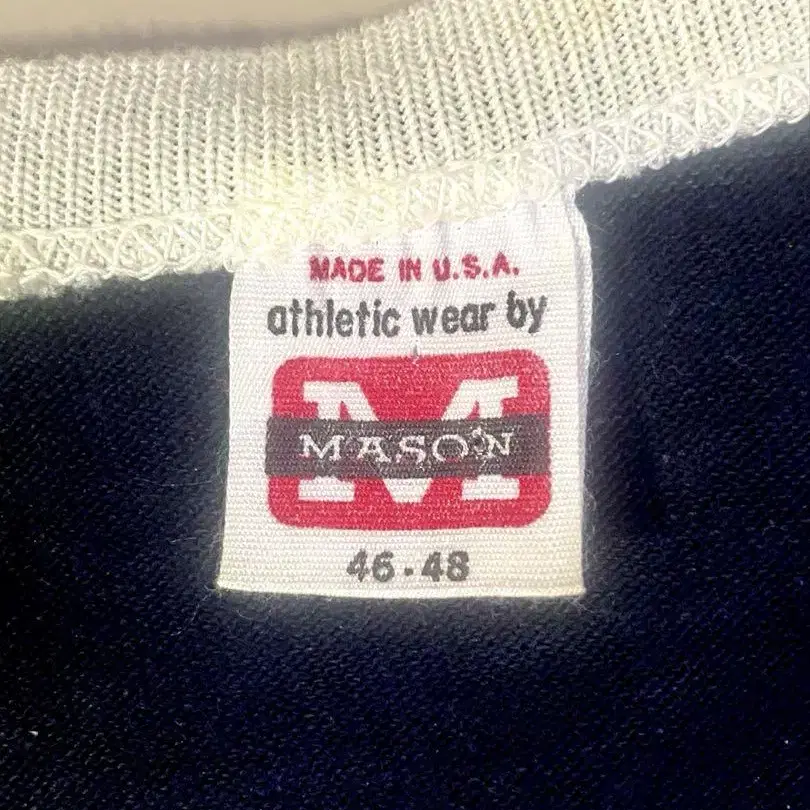 MADE IN U.S.A.
athletic wear by
M
MASON
46-48